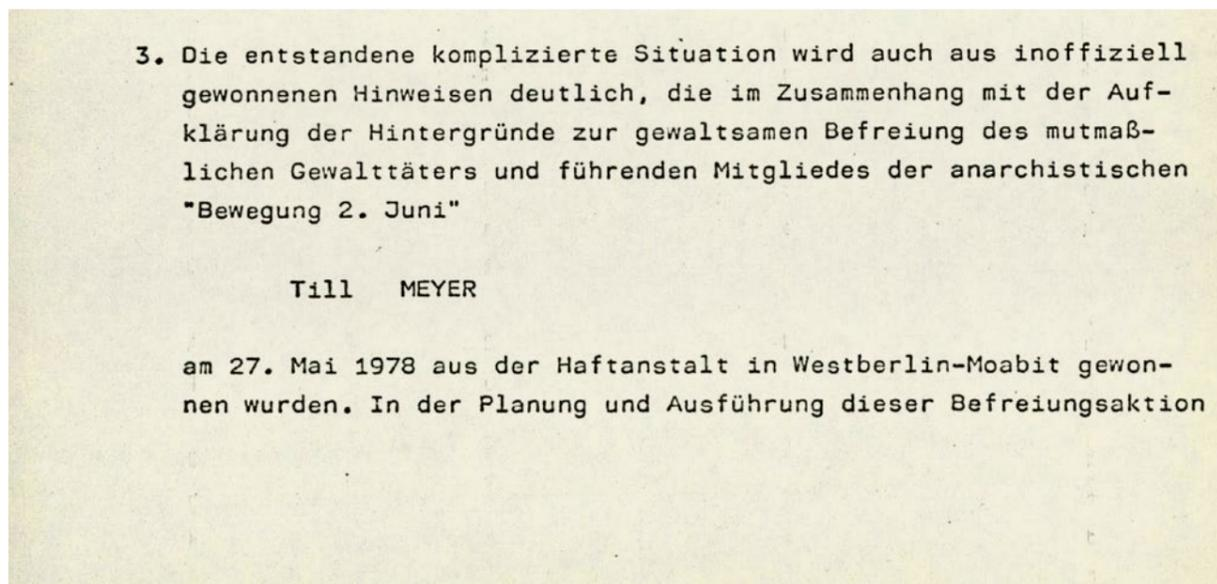 3. Die entstandene komplizierte Situation wird auch aus inoffiziell
gewonnenen Hinweisen deutlich, die im Zusammenhang mit der Auf-
klärung der Hintergründe zur gewaltsamen Befreiung des mutmaß-
lichen Gewalttäters und führenden Mitgliedes der anarchistischen
"Bewegung 2. Juni"
Till MEYER
am 27. Mai 1978 aus der Haftanstalt in Westberlin-Moabit gewon-
nen wurden. In der Planung und Ausführung dieser Befreiungsaktion